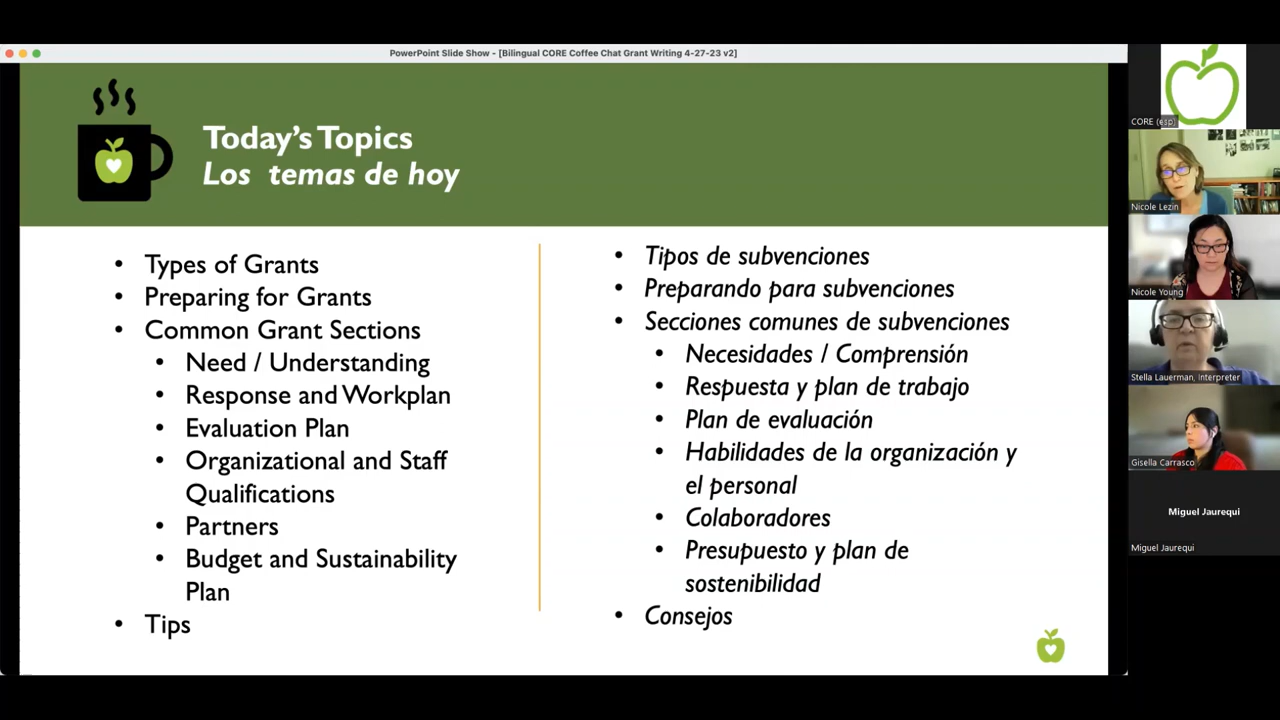 PowerPoint Slide Show - [Bilingual CORE Coffee Chat Grant Writing 4-27-23 v2]
Today's Topics
Los temas de hoy
• Types of Grants
• Preparing for Grants
• Common Grant Sections
• Need / Understanding
• Response and Workplan
• Evaluation Plan
• Organizational and Staff
Qualifications
• Partners
• Budget and Sustainability
Plan
• Tips
• Tipos de subvenciones
• Preparando para subvenciones
• Secciones comunes de subvenciones
• Necesidades / Comprensión
• Respuesta y plan de trabajo
• Plan de evaluación
• Habilidades de la organización y
el personal
• Colaboradores
• Presupuesto y plan de
sostenibilidad
• Consejos
CORE (esp)
Nicole Lezin
Nicole Young
Stella Lauerman, Interpreter
Gisella Carrasco
Miguel Jaurequi
Miguel Jaurequi